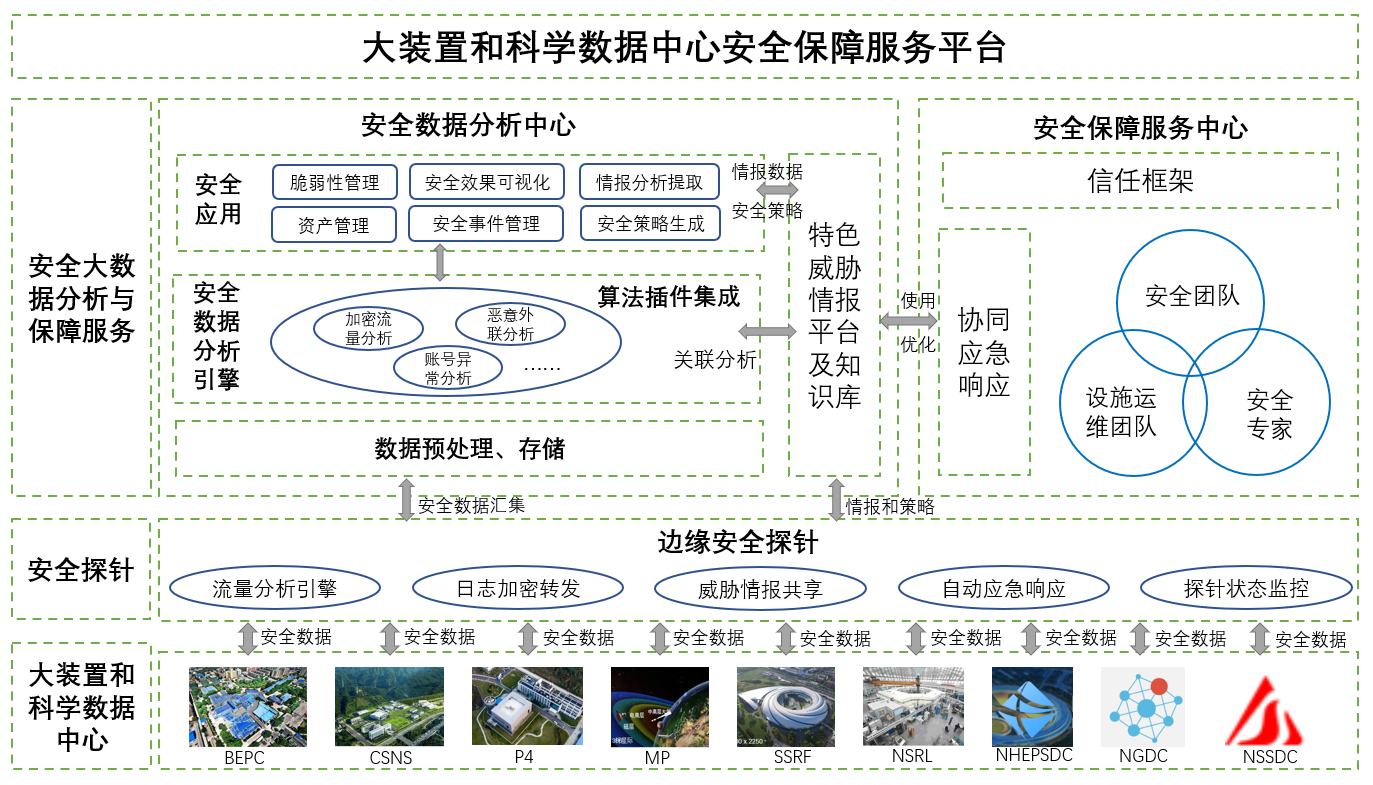 大装置和科学数据中心安全保障服务平台
安全大数
据分析与
保障服务
安全数据分析中心
安全
应用
脆弱性管理
安全效果可视化
情报分析提取
资产管理
安全事件管理
安全策略生成
情报数据
安全策略
安全
数据
分析
引擎
算法插件集成
加密流
量分析
恶意外
联分析
账号异
常分析
……
关联分析
数据预处理、存储
特色
威胁
情报
平台
及知
识库
使用
优化
安全保障服务中心
信任框架
协同
应急
响应
安全团队
设施运
维团队
安全
专家
安全数据汇集
情报和策略
安全探针
边缘安全探针
流量分析引擎
日志加密转发
威胁情报共享
自动应急响应
探针状态监控
安全数据
安全数据
安全数据
安全数据
安全数据
安全数据
安全数据
安全数据
安全数据
大装置和
科学数据
中心
BEPC
CSNS
P4
MP
SSRF
NSRL
NHEPSDC
NGDC
NSSDC